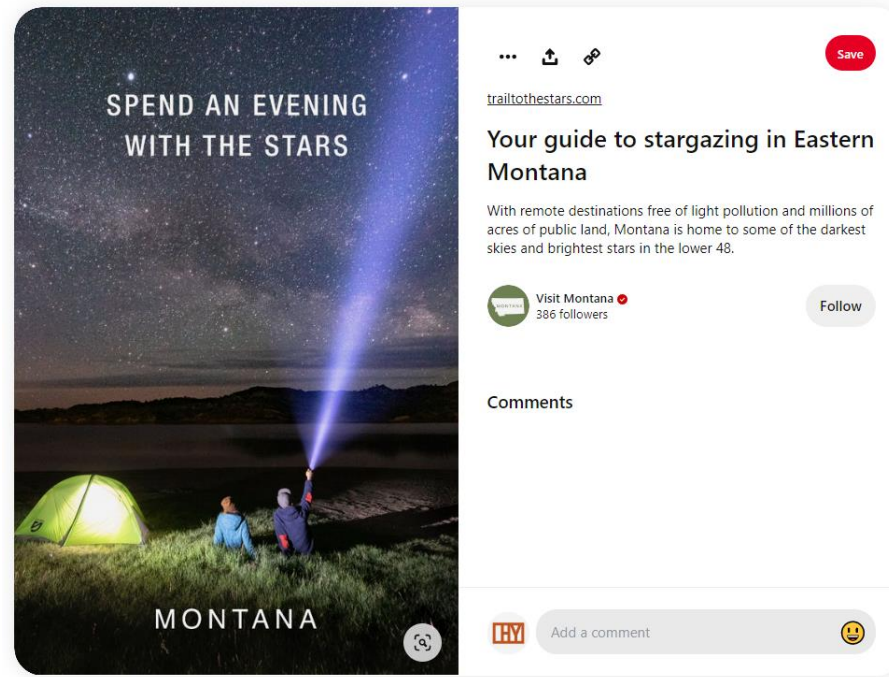 SPEND AN EVENING
WITH THE STARS
MONTANA
Save
trailtothestars.com
Your guide to stargazing in Eastern
Montana
With remote destinations free of light pollution and millions of
acres of public land, Montana is home to some of the darkest
skies and brightest stars in the lower 48.
MONTANA
Visit Montana
386 followers
Follow
Comments
HY
Add a comment